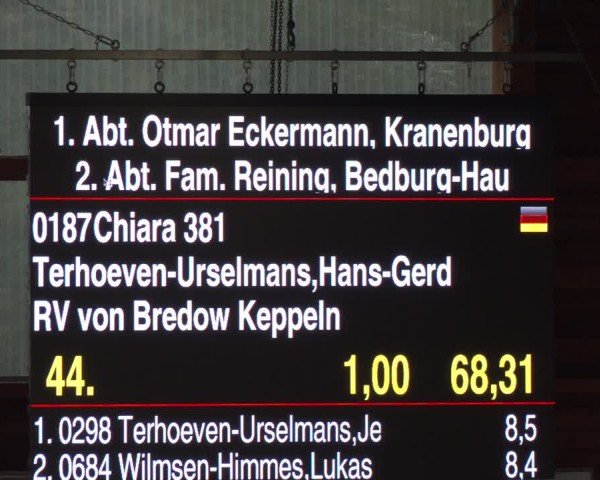 1. Abt. Otmar Eckermann, Kranenburg
2. Abt. Fam. Reining, Bedburg-Hau
0187Chiara 381
Terhoeven-Urselmans,Hans-Gerd
RV von Bredow Keppeln
44. 1,00 68,31
1. 0298 Terhoeven-Urselmans,Je 8,5
2. 0684 Wilmsen-Himmes,Lukas 8,4